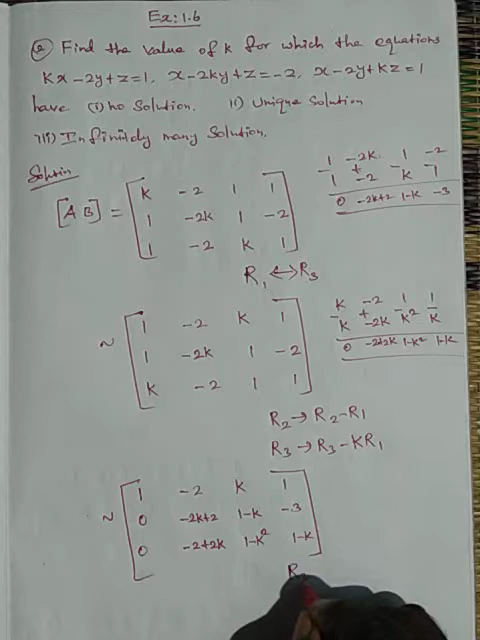 Ex: 1.6
② Find the value of k for which the equations
kx - 2y + z = 1, x - 2ky + z = -2, x - 2y + kz = 1
have (i) no Solution. ii) Unique Solution
iii) Infinitely many Solution.
Solution
[A B] = [ k -2 1 1
1 -2k 1 -2
1 -2 k 1 ]
1 -2k 1 -2
- 1 + -2 - k - 1
0 -2k+2 1-k -3
R₁ ↔ R₃
~ [ 1 -2 k 1
1 -2k 1 -2
k -2 1 1 ]
k -2 1 1
- k + -2k - k² - k
0 -2+2k 1-k² 1-k
R₂ → R₂ - R₁
R₃ → R₃ - kR₁
~ [ 1 -2 k 1
0 -2k+2 1-k -3
0 -2+2k 1-k² 1-k ]
R